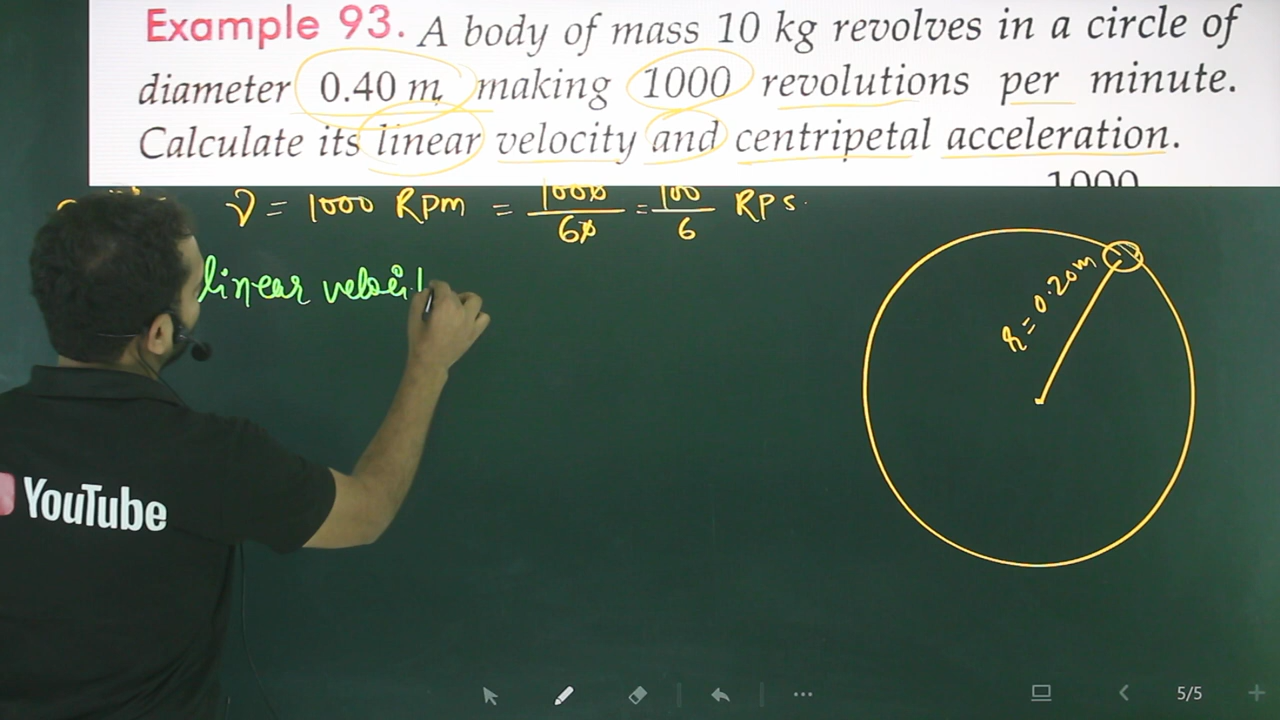 Example 93. A body of mass 10 kg revolves in a circle of
diameter 0.40 m, making 1000 revolutions per minute.
Calculate its linear velocity and centripetal acceleration.
1000
ν = 1000 Rpm = 1000/60 = 100/6 RPS.
linear veloci
r = 0.20m
YouTube
5/5